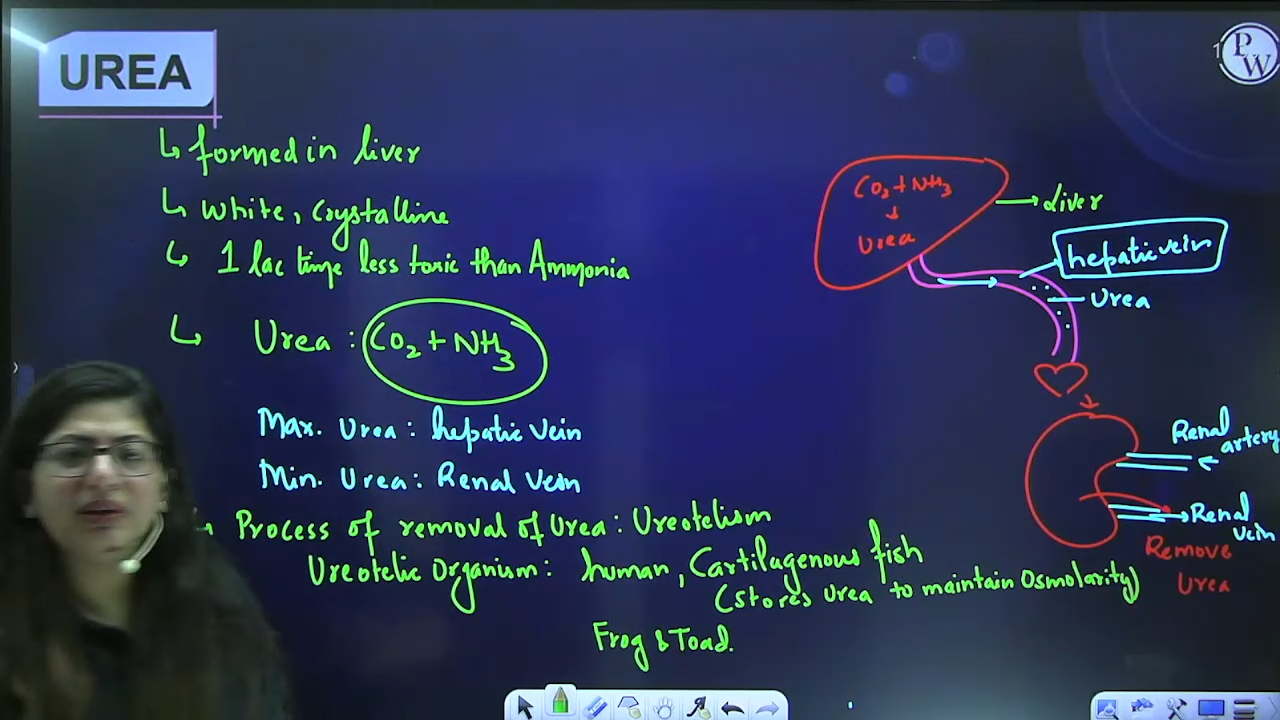 UREA
PW
↳ formed in liver
↳ White, Crystalline
↳ 1 lac time less toxic than Ammonia
↳ Urea : CO₂ + NH₃
Max. Urea : hepatic vein
Min. Urea : Renal Vein
Process of removal of Urea : Ureotelism
Ureotelic Organism : human, Cartilagenous fish
(stores Urea to maintain Osmolarity)
Frog & Toad.
CO₂ + NH₃
↓
Urea
→ Liver
hepatic vein
Urea
Renal
artery
Renal
Vein
Remove
Urea